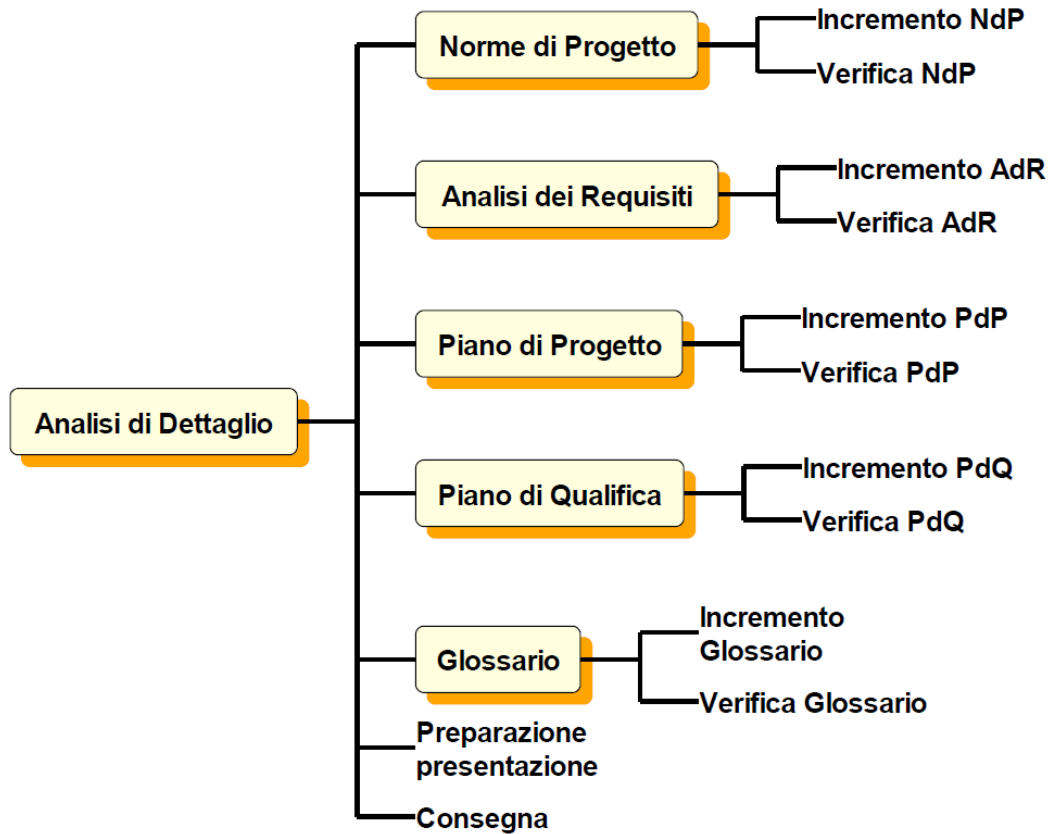 Incremento NdP
Norme di Progetto
Verifica NdP
Incremento AdR
Analisi dei Requisiti
Verifica AdR
Incremento PdP
Piano di Progetto
Verifica PdP
Analisi di Dettaglio
Incremento PdQ
Piano di Qualifica
Verifica PdQ
Incremento
Glossario
Glossario
Verifica Glossario
Preparazione
presentazione
Consegna